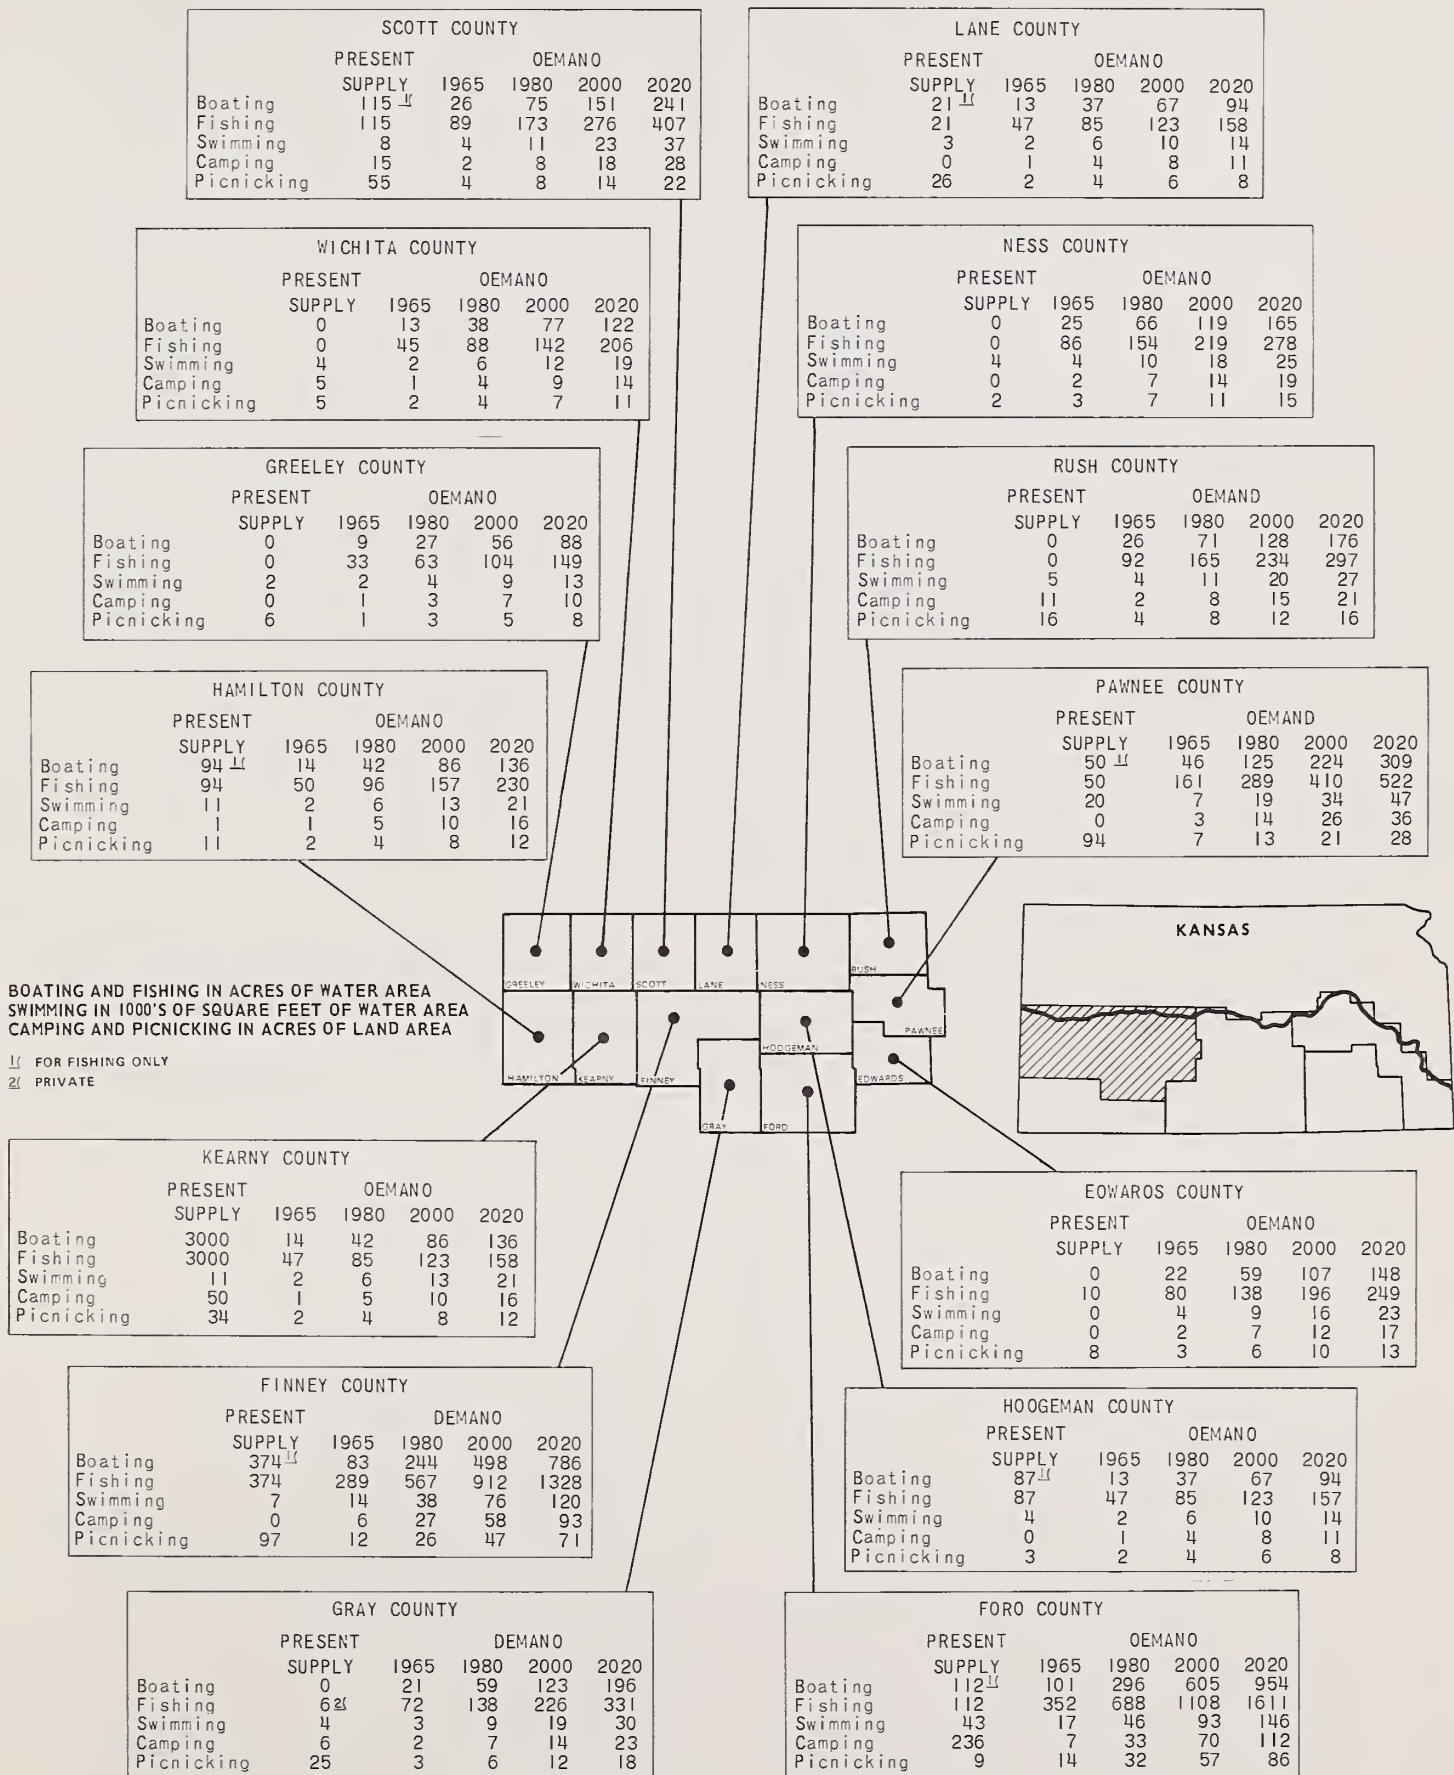 SCOTT COUNTY
PRESENT OEMANO
SUPPLY 1965 1980 2000 2020
Boating 115 1( 26 75 151 241
Fishing 115 89 173 276 407
Swimming 8 4 11 23 37
Camping 15 2 8 18 28
Picnicking 55 4 8 14 22
LANE COUNTY
PRESENT OEMANO
SUPPLY 1965 1980 2000 2020
Boating 21 1( 13 37 67 94
Fishing 21 47 85 123 158
Swimming 3 2 6 10 14
Camping 0 1 4 8 11
Picnicking 26 2 4 6 8
WICHITA COUNTY
PRESENT OEMANO
SUPPLY 1965 1980 2000 2020
Boating 0 13 38 77 122
Fishing 0 45 88 142 206
Swimming 4 2 6 12 19
Camping 5 1 4 9 14
Picnicking 5 2 4 7 11
NESS COUNTY
PRESENT OEMANO
SUPPLY 1965 1980 2000 2020
Boating 0 25 66 119 165
Fishing 0 86 154 219 278
Swimming 4 4 10 18 25
Camping 0 2 7 14 19
Picnicking 2 3 7 11 15
GREELEY COUNTY
PRESENT OEMANO
SUPPLY 1965 1980 2000 2020
Boating 0 9 27 56 88
Fishing 0 33 63 104 149
Swimming 2 2 4 9 13
Camping 0 1 3 7 10
Picnicking 6 1 3 5 8
RUSH COUNTY
PRESENT OEMAND
SUPPLY 1965 1980 2000 2020
Boating 0 26 71 128 176
Fishing 0 92 165 234 297
Swimming 5 4 11 20 27
Camping 11 2 8 15 21
Picnicking 16 4 8 12 16
HAMILTON COUNTY
PRESENT OEMANO
SUPPLY 1965 1980 2000 2020
Boating 94 1( 14 42 86 136
Fishing 94 50 96 157 230
Swimming 11 2 6 13 21
Camping 1 1 5 10 16
Picnicking 11 2 4 8 12
PAWNEE COUNTY
PRESENT OEMAND
SUPPLY 1965 1980 2000 2020
Boating 50 1( 46 125 224 309
Fishing 50 161 289 410 522
Swimming 20 7 19 34 47
Camping 0 3 14 26 36
Picnicking 94 7 13 21 28
BOATING AND FISHING IN ACRES OF WATER AREA
SWIMMING IN 1000'S OF SQUARE FEET OF WATER AREA
CAMPING AND PICNICKING IN ACRES OF LAND AREA
1( FOR FISHING ONLY
2( PRIVATE
GREELEY WICHITA SCOTT LANE NESS RUSH
PAWNEE
HODGEMAN
HAMILTON KEARNY FINNEY EDWARDS
GRAY FORD
KANSAS
KEARNY COUNTY
PRESENT OEMANO
SUPPLY 1965 1980 2000 2020
Boating 3000 14 42 86 136
Fishing 3000 47 85 123 158
Swimming 11 2 6 13 21
Camping 50 1 5 10 16
Picnicking 34 2 4 8 12
EOWAROS COUNTY
PRESENT OEMANO
SUPPLY 1965 1980 2000 2020
Boating 0 22 59 107 148
Fishing 10 80 138 196 249
Swimming 0 4 9 16 23
Camping 0 2 7 12 17
Picnicking 8 3 6 10 13
FINNEY COUNTY
PRESENT DEMANO
SUPPLY 1965 1980 2000 2020
Boating 374 1( 83 244 498 786
Fishing 374 289 567 912 1328
Swimming 7 14 38 76 120
Camping 0 6 27 58 93
Picnicking 97 12 26 47 71
HOOGEMAN COUNTY
PRESENT OEMANO
SUPPLY 1965 1980 2000 2020
Boating 87 1( 13 37 67 94
Fishing 87 47 85 123 157
Swimming 4 2 6 10 14
Camping 0 1 4 8 11
Picnicking 3 2 4 6 8
GRAY COUNTY
PRESENT DEMANO
SUPPLY 1965 1980 2000 2020
Boating 0 21 59 123 196
Fishing 6 2( 72 138 226 331
Swimming 4 3 9 19 30
Camping 6 2 7 14 23
Picnicking 25 3 6 12 18
FORO COUNTY
PRESENT OEMANO
SUPPLY 1965 1980 2000 2020
Boating 112 1( 101 296 605 954
Fishing 112 352 688 1108 1611
Swimming 43 17 46 93 146
Camping 236 7 33 70 112
Picnicking 9 14 32 57 86